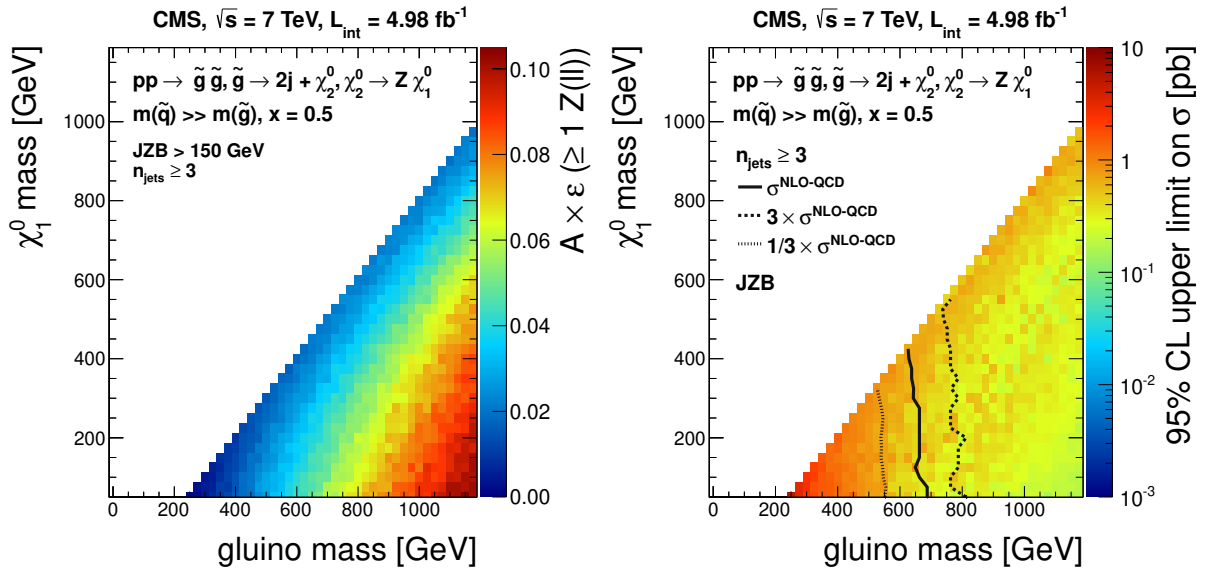 CMS, √s = 7 TeV, L_int = 4.98 fb⁻¹
pp → g̃ g̃, g̃ → 2j + χ₂⁰, χ₂⁰ → Z χ₁⁰
m(q̃) >> m(g̃), x = 0.5
JZB > 150 GeV
n_jets ≥ 3
χ₁⁰ mass [GeV]
1000
800
600
400
200
0 200 400 600 800 1000
gluino mass [GeV]
0.10
0.08
0.06
0.04
0.02
0.00
A × ε (≥ 1 Z(ll))
CMS, √s = 7 TeV, L_int = 4.98 fb⁻¹
pp → g̃ g̃, g̃ → 2j + χ₂⁰, χ₂⁰ → Z χ₁⁰
m(q̃) >> m(g̃), x = 0.5
n_jets ≥ 3
σ^NLO-QCD
3 × σ^NLO-QCD
1/3 × σ^NLO-QCD
JZB
χ₁⁰ mass [GeV]
1000
800
600
400
200
0 200 400 600 800 1000
gluino mass [GeV]
10
1
10⁻¹
10⁻²
10⁻³
95% CL upper limit on σ [pb]